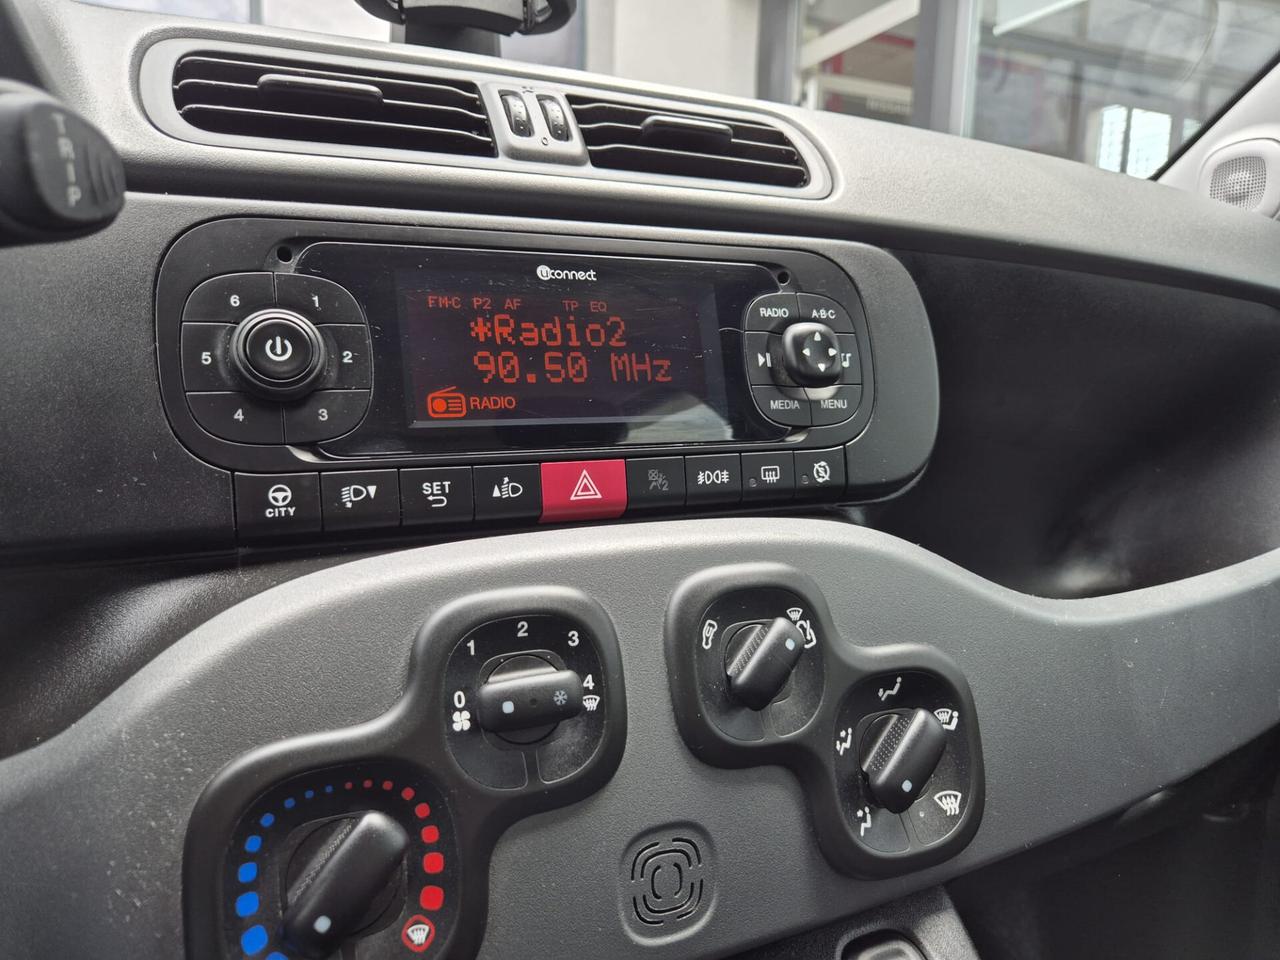 TRIP
uconnect
FM-C P2 AF TP EQ
*Radio2
90.50 MHz
RADIO
6
1
5
2
4
3
RADIO
A·B·C
MEDIA
MENU
CITY
SET
2
0
1
2
3
4